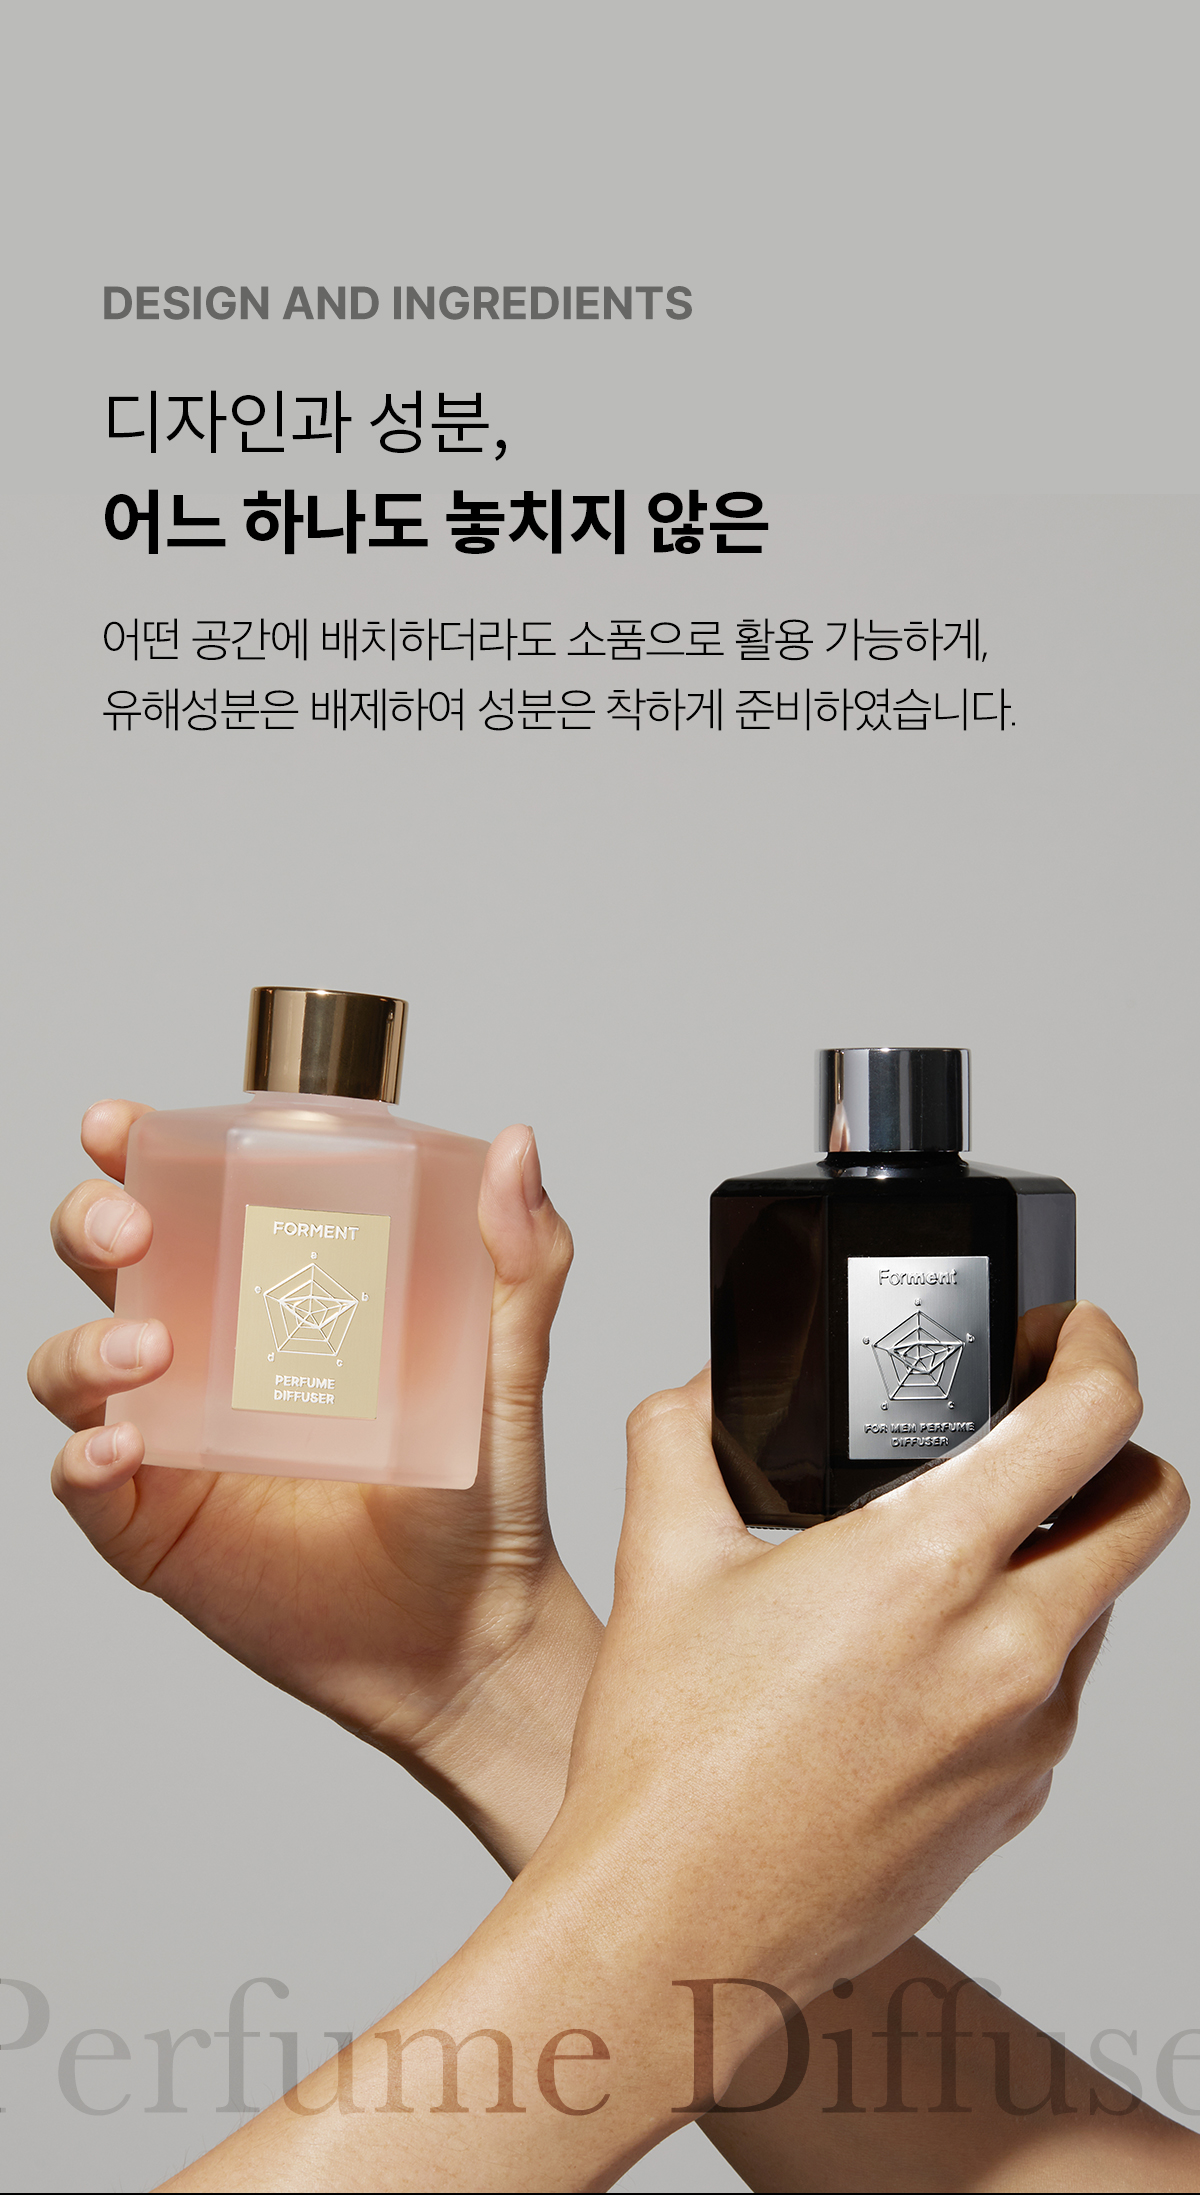 DESIGN AND INGREDIENTS
디자인과 성분,
어느 하나도 놓치지 않은
어떤 공간에 배치하더라도 소품으로 활용 가능하게,
유해성분은 배제하여 성분은 착하게 준비하였습니다.
FORMENT
a
e b
d c
PERFUME
DIFFUSER
Forment
a
e b
d c
FOR MEN PERFUME
DIFFUSER
Perfume Diffuse